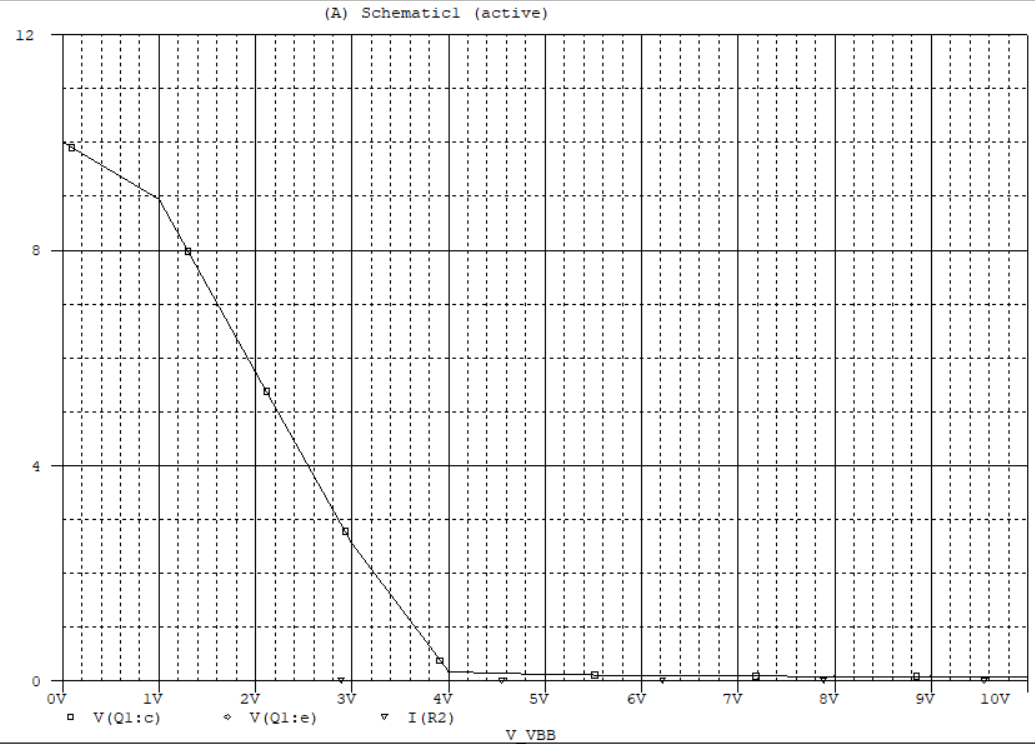 (A) Schematic1 (active)
12
8
4
0
0V 1V 2V 3V 4V 5V 6V 7V 8V 9V 10V
V(Q1:c) V(Q1:e) I(R2)
V_VBB